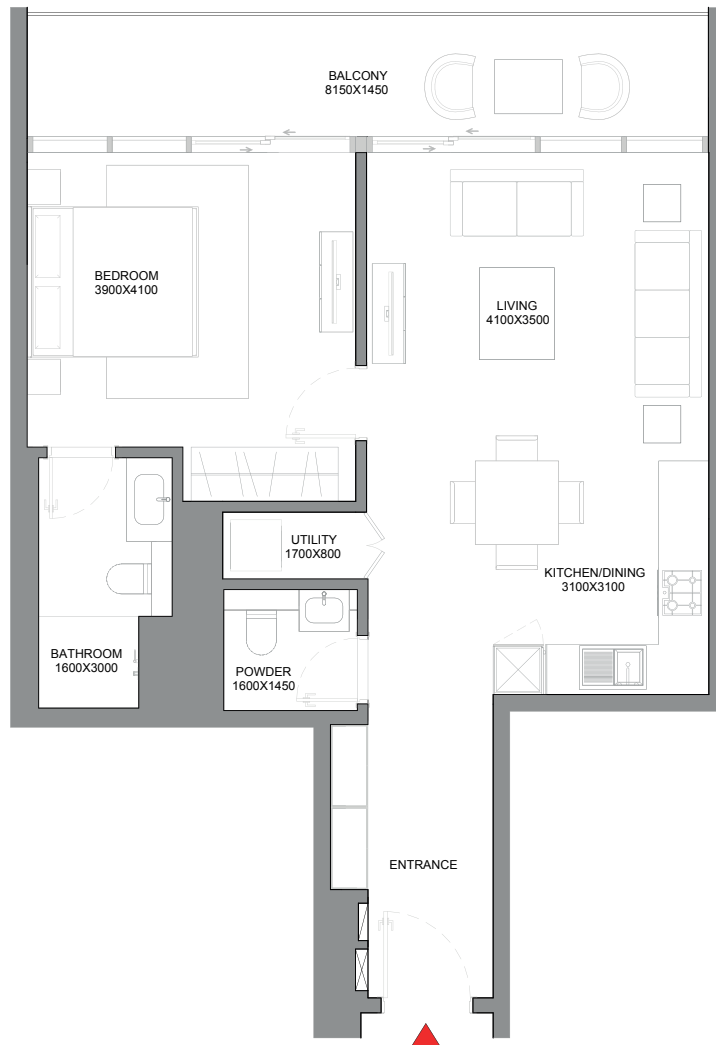 BALCONY
8150X1450
BEDROOM
3900X4100
LIVING
4100X3500
UTILITY
1700X800
KITCHEN/DINING
3100X3100
BATHROOM
1600X3000
POWDER
1600X1450
ENTRANCE